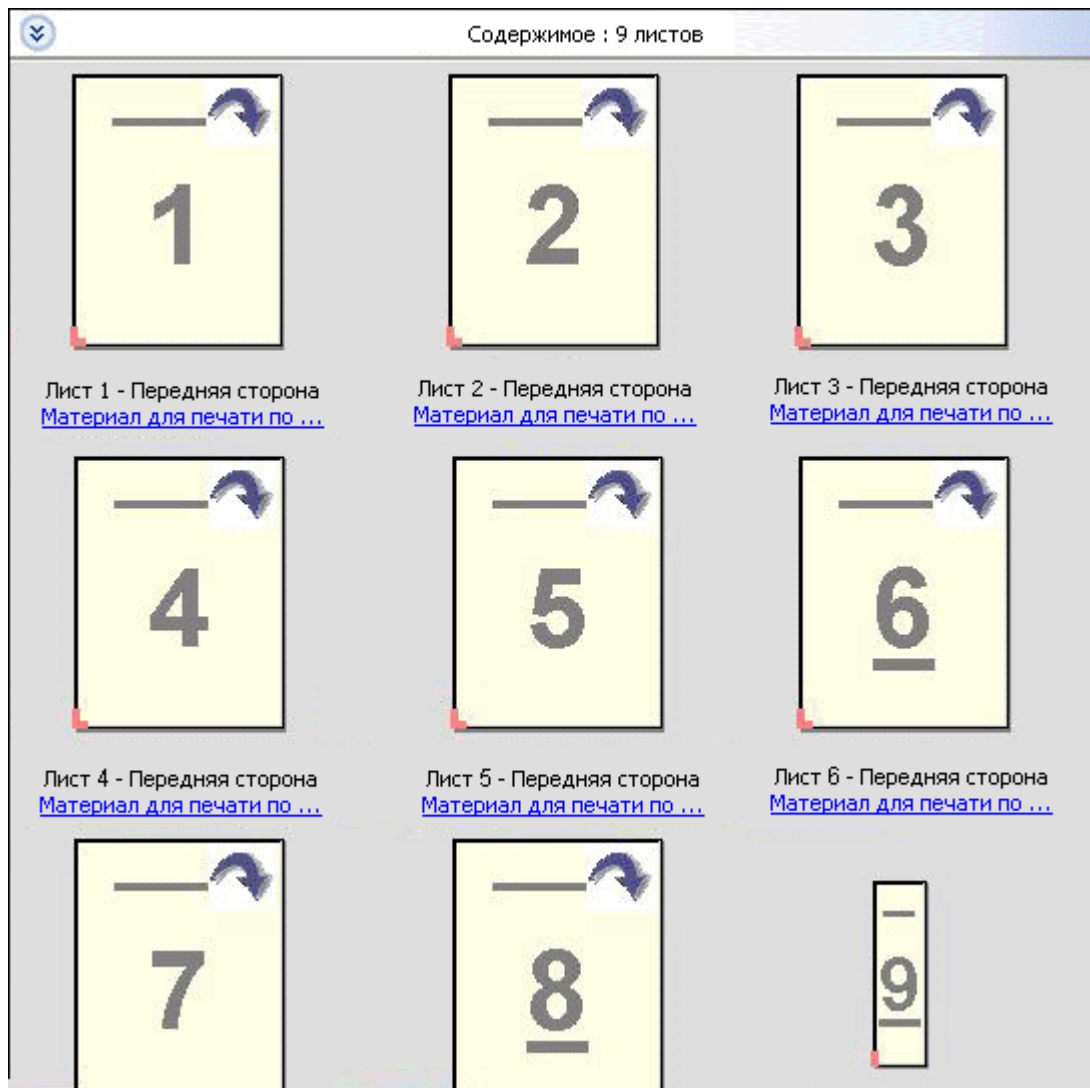 Содержимое : 9 листов
1
2
3
Лист 1 - Передняя сторона
Материал для печати по ...
Лист 2 - Передняя сторона
Материал для печати по ...
Лист 3 - Передняя сторона
Материал для печати по ...
4
5
6
Лист 4 - Передняя сторона
Материал для печати по ...
Лист 5 - Передняя сторона
Материал для печати по ...
Лист 6 - Передняя сторона
Материал для печати по ...
7
8
9